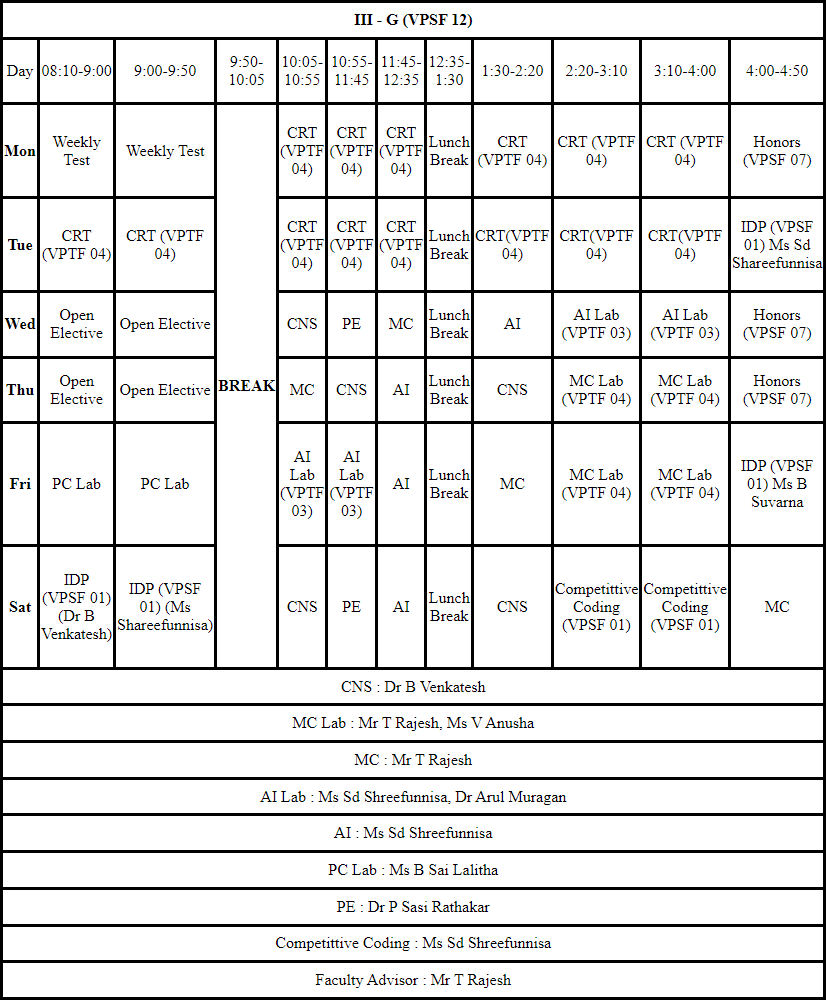 III - G (VPSF 12)
Day 08:10-9:00 9:00-9:50 9:50-10:05 10:05-10:55 10:55-11:45 11:45-12:35 12:35-1:30 1:30-2:20 2:20-3:10 3:10-4:00 4:00-4:50
Mon Weekly Test Weekly Test BREAK CRT (VPTF 04) CRT (VPTF 04) CRT (VPTF 04) Lunch Break CRT (VPTF 04) CRT (VPTF 04) CRT (VPTF 04) Honors (VPSF 07)
Tue CRT (VPTF 04) CRT (VPTF 04) CRT (VPTF 04) CRT (VPTF 04) CRT (VPTF 04) Lunch Break CRT(VPTF 04) CRT(VPTF 04) CRT(VPTF 04) IDP (VPSF 01) Ms Sd Shareefunnisa
Wed Open Elective Open Elective CNS PE MC Lunch Break AI AI Lab (VPTF 03) AI Lab (VPTF 03) Honors (VPSF 07)
Thu Open Elective Open Elective MC CNS AI Lunch Break CNS MC Lab (VPTF 04) MC Lab (VPTF 04) Honors (VPSF 07)
Fri PC Lab PC Lab AI Lab (VPTF 03) AI Lab (VPTF 03) AI Lunch Break MC MC Lab (VPTF 04) MC Lab (VPTF 04) IDP (VPSF 01) Ms B Suvarna
Sat IDP (VPSF 01) (Dr B Venkatesh) IDP (VPSF 01) (Ms Shareefunnisa) CNS PE AI Lunch Break CNS Competittive Coding (VPSF 01) Competittive Coding (VPSF 01) MC
CNS : Dr B Venkatesh
MC Lab : Mr T Rajesh, Ms V Anusha
MC : Mr T Rajesh
AI Lab : Ms Sd Shreefunnisa, Dr Arul Muragan
AI : Ms Sd Shreefunnisa
PC Lab : Ms B Sai Lalitha
PE : Dr P Sasi Rathakar
Competittive Coding : Ms Sd Shreefunnisa
Faculty Advisor : Mr T Rajesh